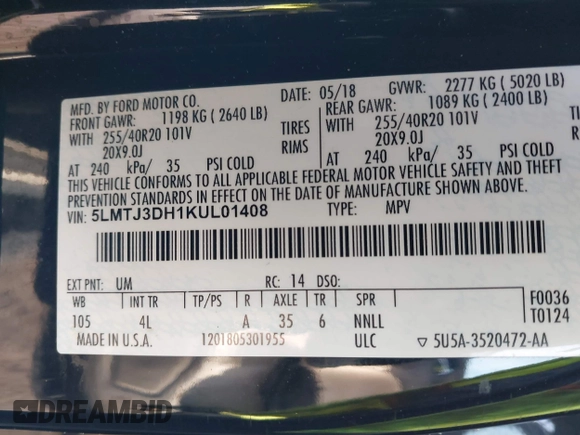 MFD. BY FORD MOTOR CO. DATE: 05/18 GVWR: 2277 KG ( 5020 LB)
FRONT GAWR: 1198 KG ( 2640 LB) REAR GAWR: 1089 KG ( 2400 LB)
WITH 255/40R20 101V TIRES WITH 255/40R20 101V
20X9.0J RIMS 20X9.0J
AT 240 kPa/ 35 PSI COLD AT 240 kPa/ 35 PSI COLD
THIS VEHICLE CONFORMS TO ALL APPLICABLE FEDERAL MOTOR VEHICLE SAFETY AND THEFT PREVENTION STANDARDS IN EFFECT ON THE DATE OF MANUFACTURE SHOWN ABOVE.
VIN: 5LMTJ3DH1KUL01408 TYPE: MPV
EXT PNT: UM RC: 14 DSO:
WB INT TR TP/PS R AXLE TR SPR F0036
105 4L A 35 6 NNLL T0124
MADE IN U.S.A. 1201805301955 ULC ▽ 5U5A-3520472-AA
DREAMBID